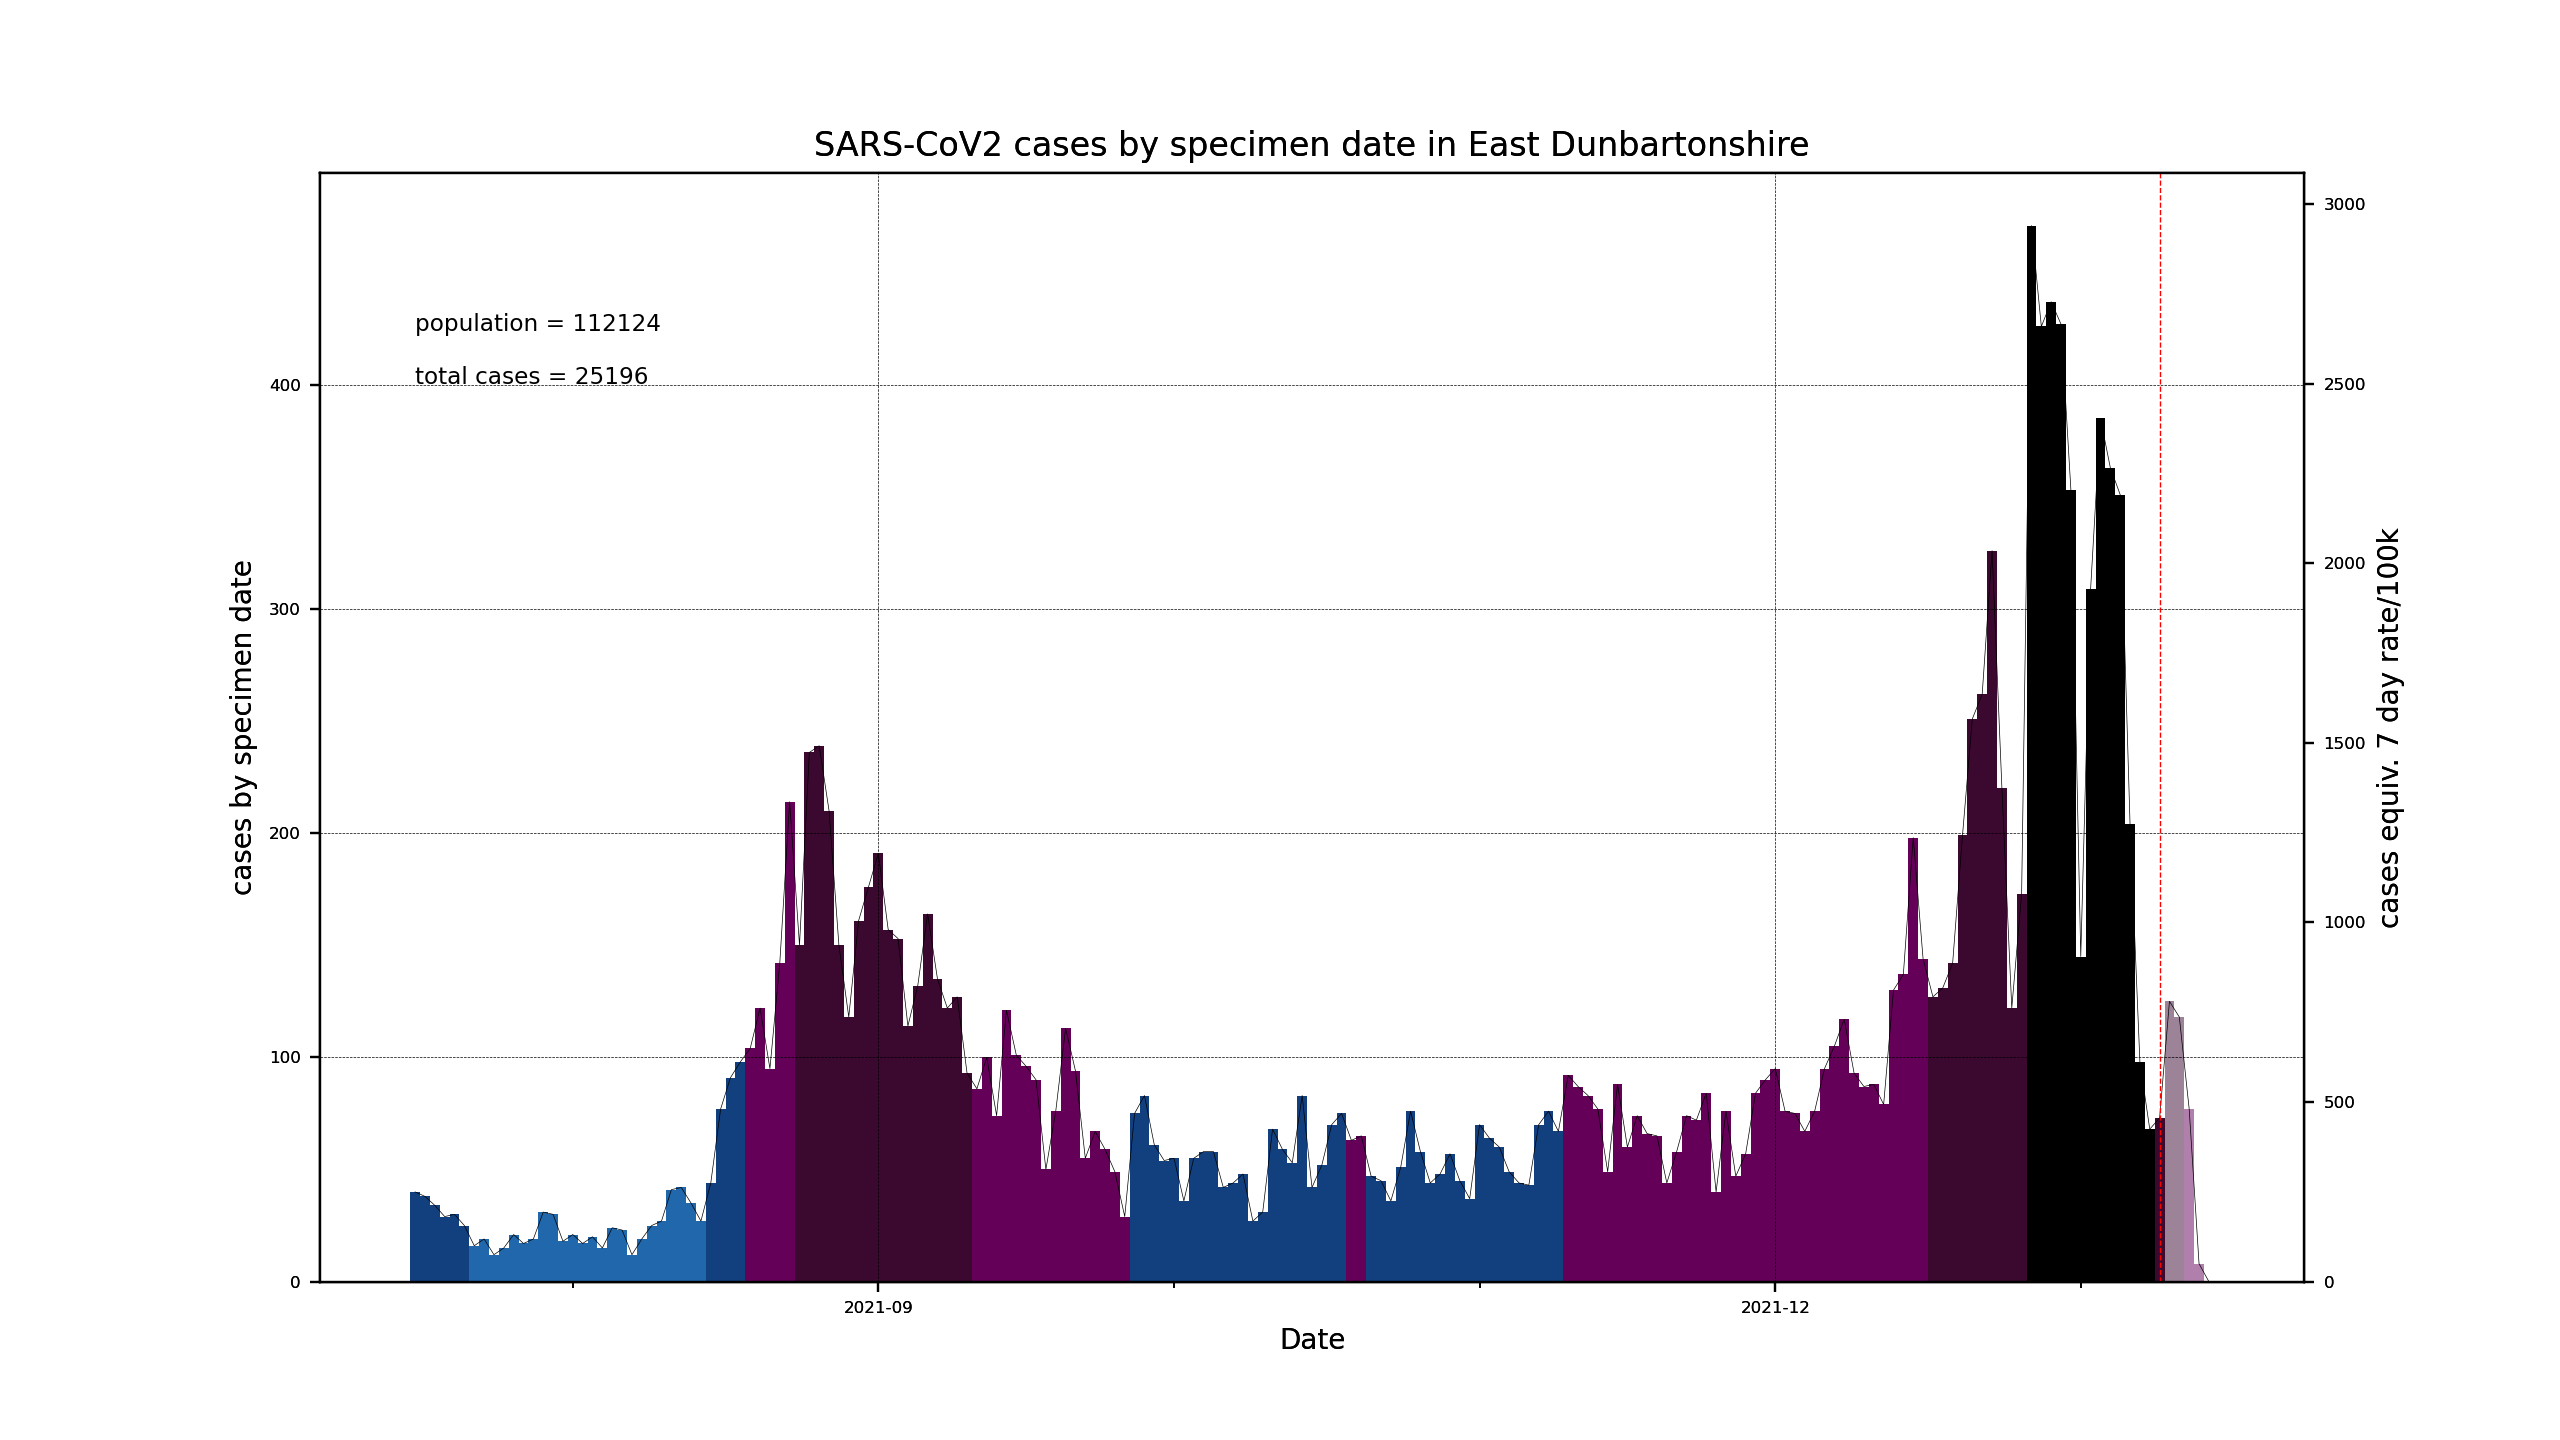 SARS-CoV2 cases by specimen date in East Dunbartonshire
population = 112124
total cases = 25196
cases by specimen date
400
300
200
100
0
3000
2500
2000
1500
1000
500
0
cases equiv. 7 day rate/100k
2021-09
2021-12
Date